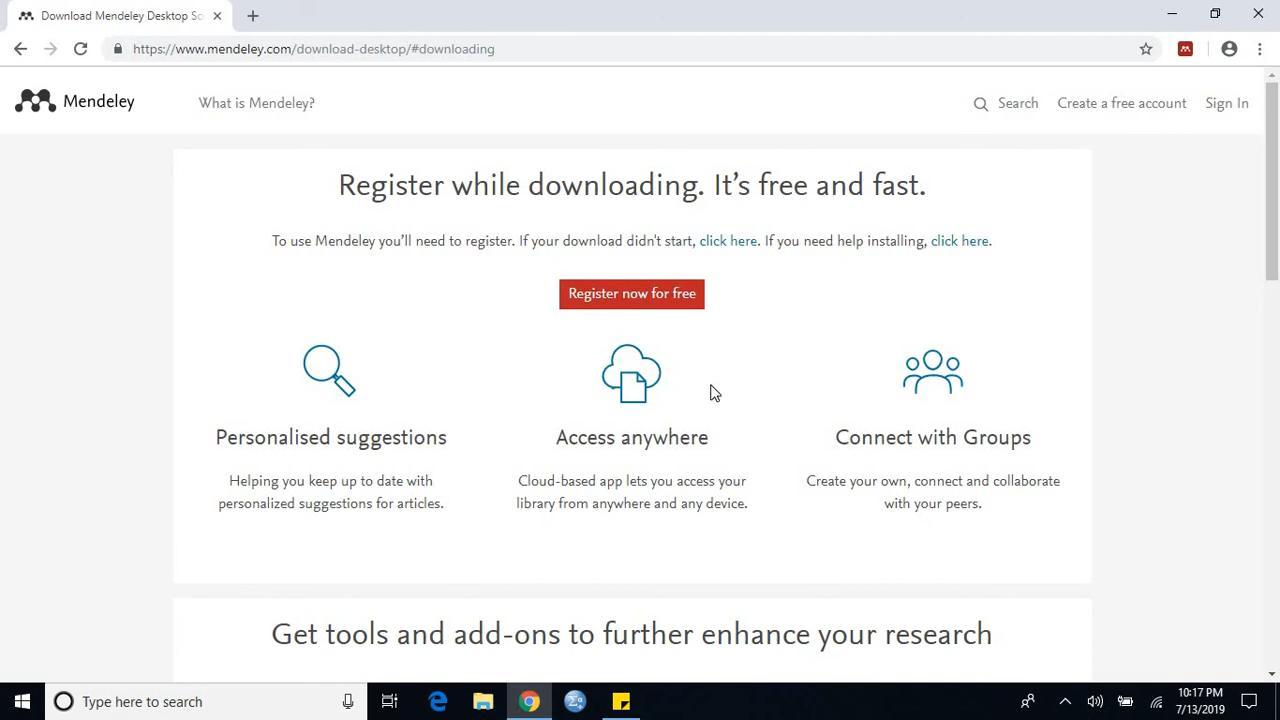 Download Mendeley Desktop So
https://www.mendeley.com/download-desktop/#downloading
Mendeley
What is Mendeley?
Search
Create a free account
Sign In
Register while downloading. It's free and fast.
To use Mendeley you'll need to register. If your download didn't start, click here. If you need help installing, click here.
Register now for free
Personalised suggestions
Helping you keep up to date with
personalized suggestions for articles.
Access anywhere
Cloud-based app lets you access your
library from anywhere and any device.
Connect with Groups
Create your own, connect and collaborate
with your peers.
Get tools and add-ons to further enhance your research
Type here to search
10:17 PM
7/13/2019